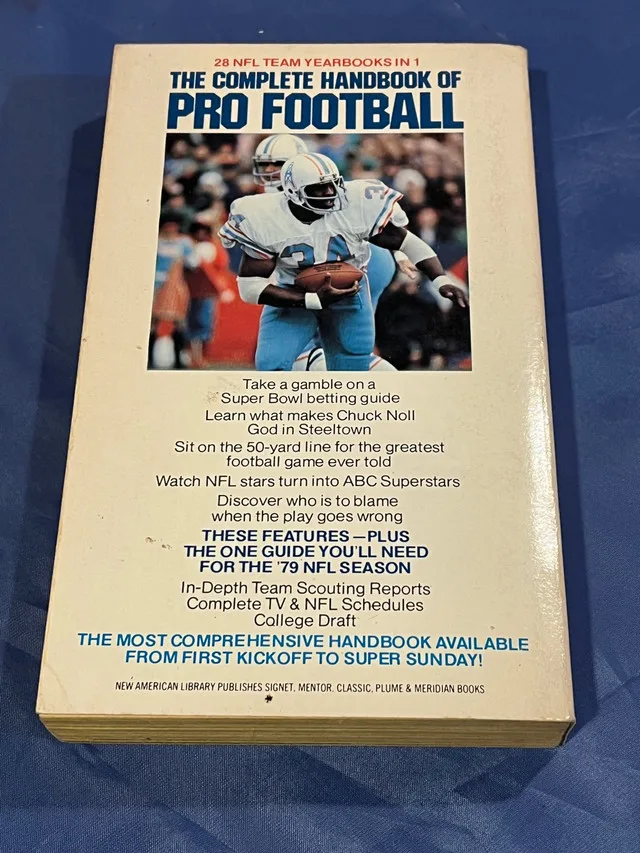 28 NFL TEAM YEARBOOKS IN 1
THE COMPLETE HANDBOOK OF
PRO FOOTBALL
34
34
Take a gamble on a
Super Bowl betting guide
Learn what makes Chuck Noll
God in Steeltown
Sit on the 50-yard line for the greatest
football game ever told
Watch NFL stars turn into ABC Superstars
Discover who is to blame
when the play goes wrong
THESE FEATURES—PLUS
THE ONE GUIDE YOU'LL NEED
FOR THE '79 NFL SEASON
In-Depth Team Scouting Reports
Complete TV & NFL Schedules
College Draft
THE MOST COMPREHENSIVE HANDBOOK AVAILABLE
FROM FIRST KICKOFF TO SUPER SUNDAY!
NEW AMERICAN LIBRARY PUBLISHES SIGNET, MENTOR, CLASSIC, PLUME & MERIDIAN BOOKS